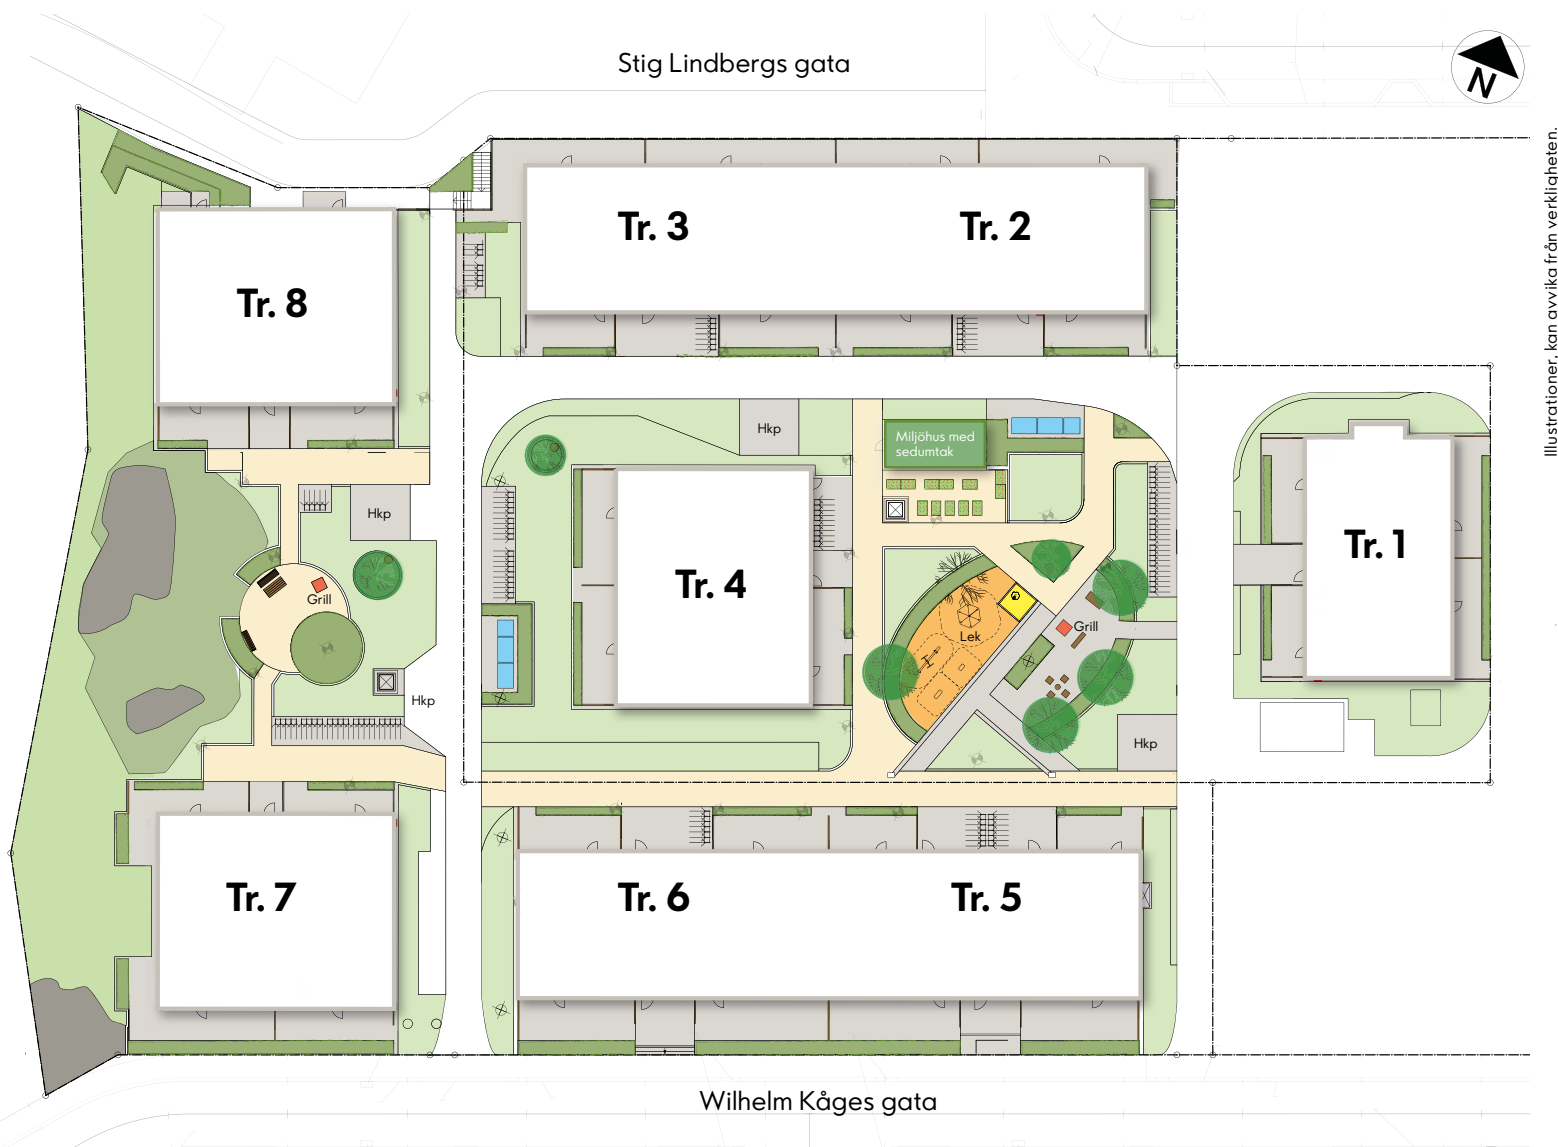 Stig Lindbergs gata
N
Illustrationer, kan avvika från verkligheten.
Tr. 3
Tr. 2
Tr. 8
Hkp
Miljöhus med
sedumtak
Hkp
Tr. 1
Tr. 4
Grill
Lek
Grill
Hkp
Hkp
Tr. 7
Tr. 6
Tr. 5
Wilhelm Kåges gata